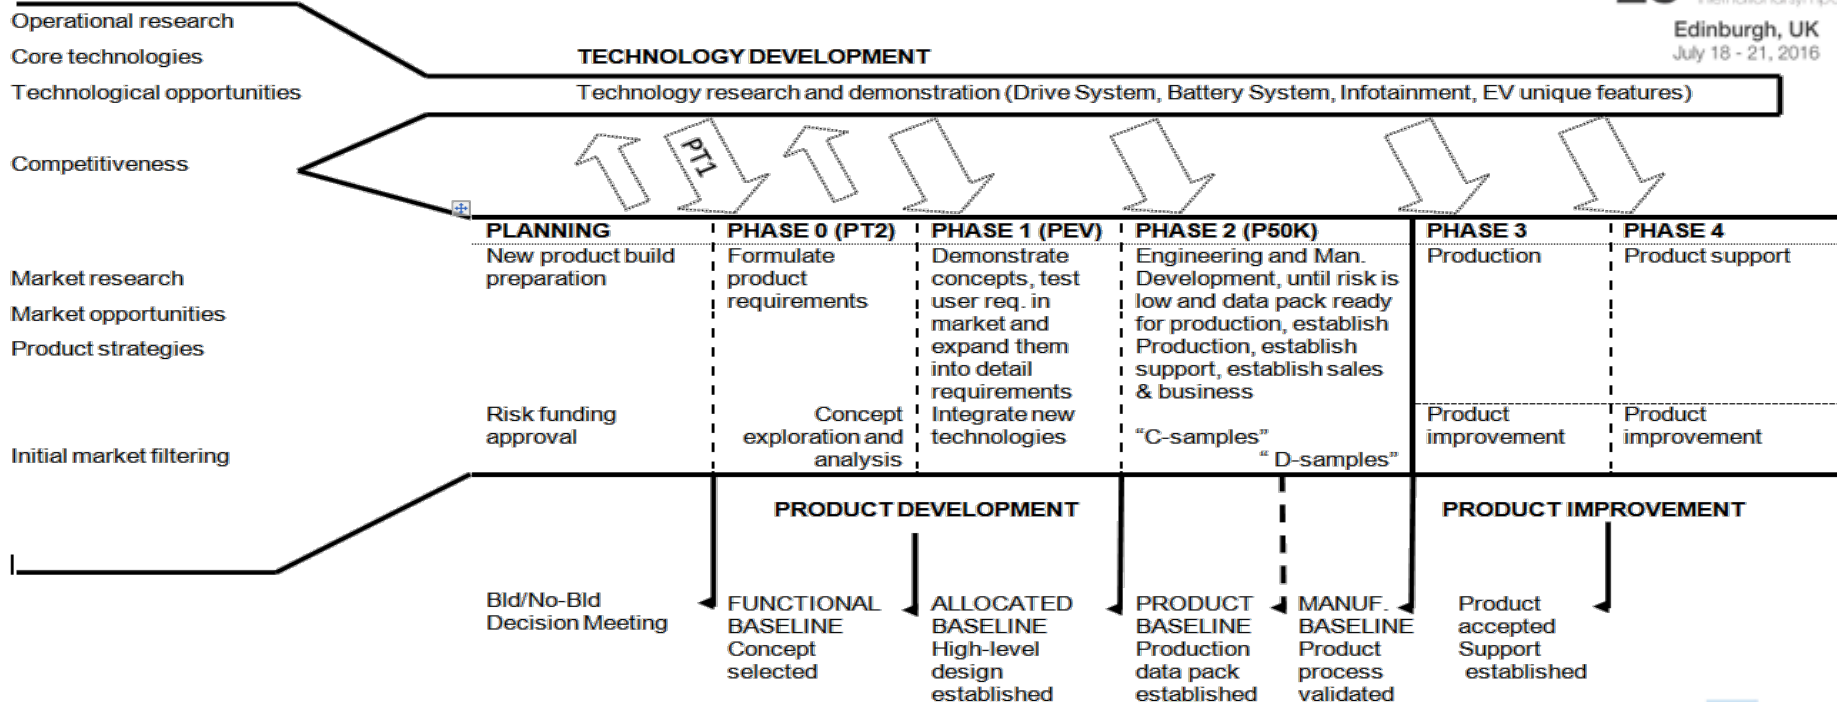 Edinburgh, UK
July 18 - 21, 2016
Operational research
Core technologies
Technological opportunities
Competitiveness
Market research
Market opportunities
Product strategies
Initial market filtering
TECHNOLOGY DEVELOPMENT
Technology research and demonstration (Drive System, Battery System, Infotainment, EV unique features)
PT1
PLANNING
New product build
preparation
Risk funding
approval
PHASE 0 (PT2)
Formulate
product
requirements
Concept
exploration and
analysis
PHASE 1 (PEV)
Demonstrate
concepts, test
user req. in
market and
expand them
into detail
requirements
Integrate new
technologies
PHASE 2 (P50K)
Engineering and Man.
Development, until risk is
low and data pack ready
for production, establish
Production, establish
support, establish sales
& business
“C-samples”
“ D-samples”
PHASE 3
Production
Product
improvement
PHASE 4
Product support
Product
improvement
PRODUCT DEVELOPMENT
PRODUCT IMPROVEMENT
BId/No-BId
Decision Meeting
FUNCTIONAL
BASELINE
Concept
selected
ALLOCATED
BASELINE
High-level
design
established
PRODUCT
BASELINE
Production
data pack
established
MANUF.
BASELINE
Product
process
validated
Product
accepted
Support
established